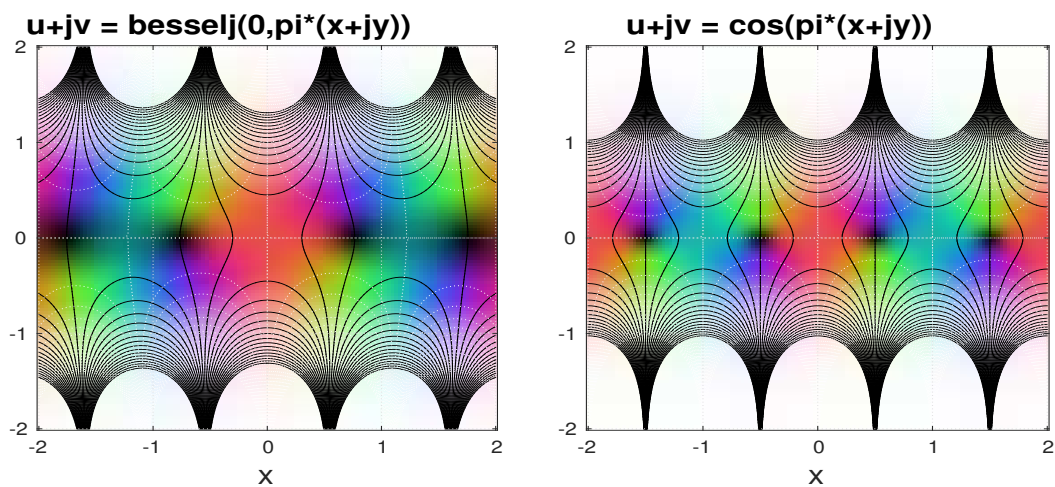 u+jv = besselj(0,pi*(x+jy))
u+jv = cos(pi*(x+jy))
2
1
0
-1
-2
-2 -1 0 1 2
x
2
1
0
-1
-2
-2 -1 0 1 2
x